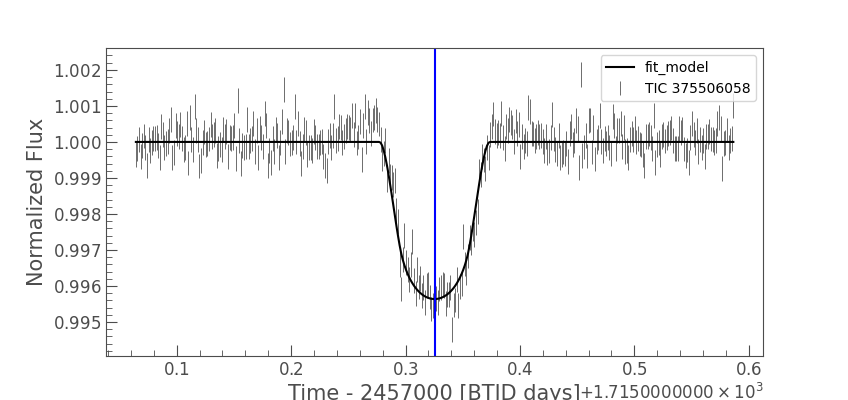 fit_model
TIC 375506058
Normalized Flux
1.002
1.001
1.000
0.999
0.998
0.997
0.996
0.995
0.1 0.2 0.3 0.4 0.5 0.6
Time - 2457000 [BTJD days]
+1.7150000000 × 10³